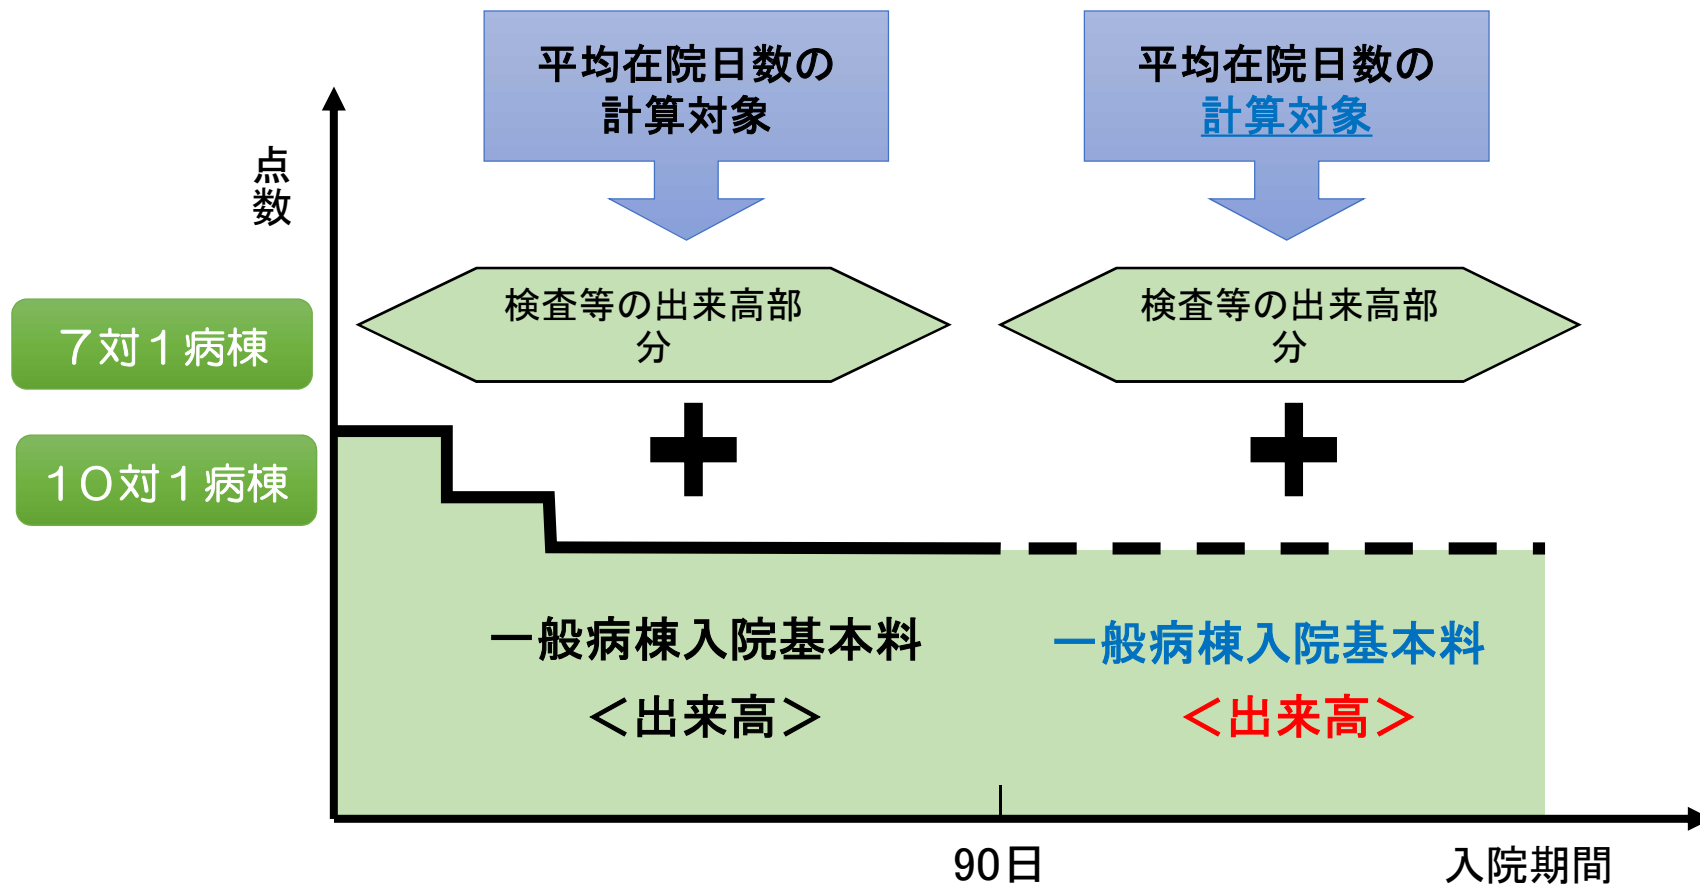 平均在院日数の
計算対象
平均在院日数の
計算対象
点
数
検査等の出来高部
分
検査等の出来高部
分
７対１病棟
１０対１病棟
一般病棟入院基本料
＜出来高＞
一般病棟入院基本料
＜出来高＞
90日
入院期間